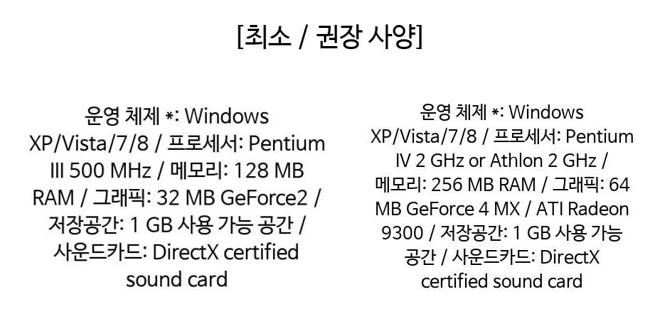 [최소 / 권장 사양]
운영 체제 *: Windows
XP/Vista/7/8 / 프로세서: Pentium
III 500 MHz / 메모리: 128 MB
RAM / 그래픽: 32 MB GeForce2 /
저장공간: 1 GB 사용 가능 공간 /
사운드카드: DirectX certified
sound card
운영 체제 *: Windows
XP/Vista/7/8 / 프로세서: Pentium
IV 2 GHz or Athlon 2 GHz /
메모리: 256 MB RAM / 그래픽: 64
MB GeForce 4 MX / ATI Radeon
9300 / 저장공간: 1 GB 사용 가능
공간 / 사운드카드: DirectX
certified sound card